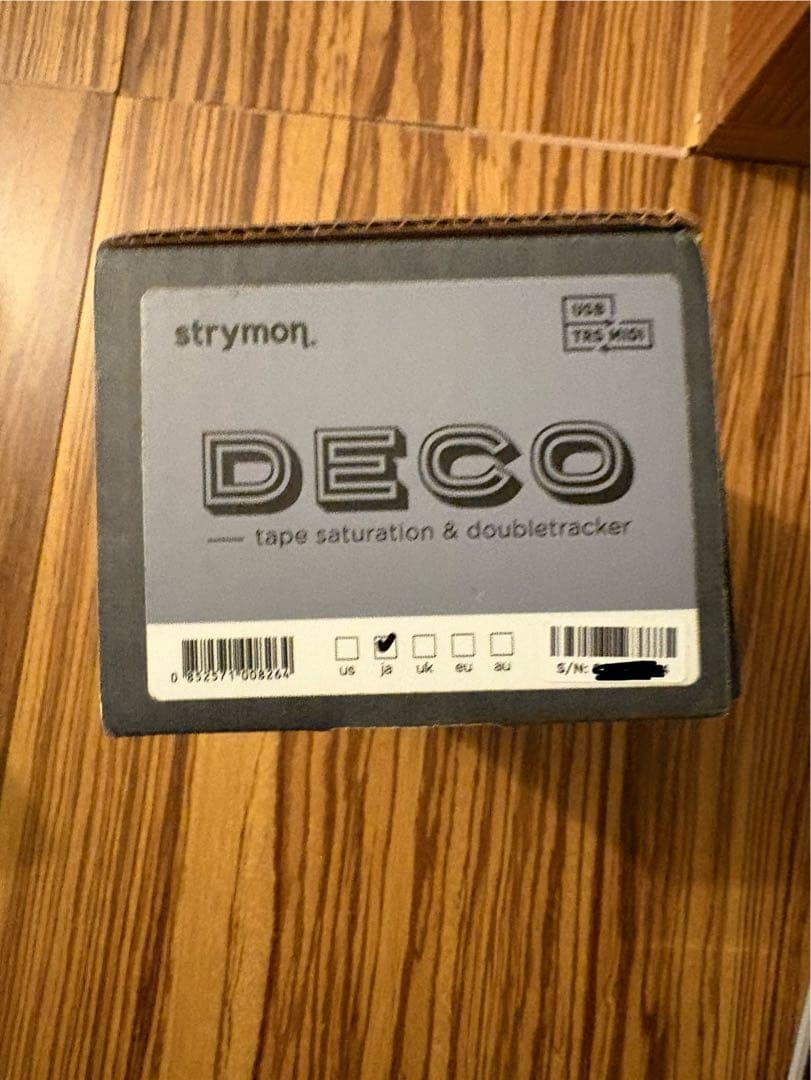 strymon.
USB
TRS MIDI
DECO
— tape saturation & doubletracker
0 852571 008264
us ja uk eu au
S/N: